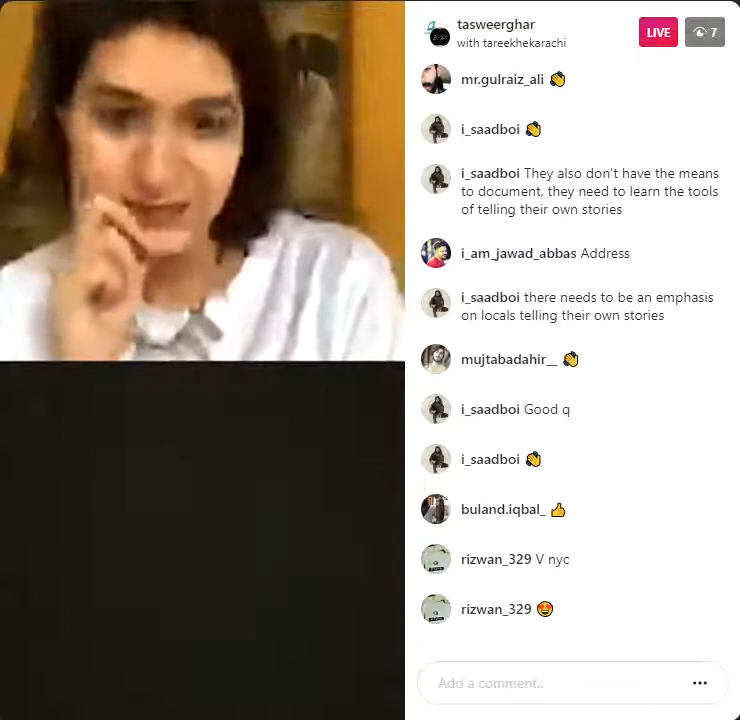 tasweerghar
with tareekhekarachi
LIVE
7
mr.gulraiz_ali 👏
i_saadboi 👏
i_saadboi They also don't have the means
to document, they need to learn the tools
of telling their own stories
i_am_jawad_abbas Address
i_saadboi there needs to be an emphasis
on locals telling their own stories
mujtabadahir__ 👏
i_saadboi Good q
i_saadboi 👏
buland.iqbal_ 👍
rizwan_329 V nyc
rizwan_329 😍
Add a comment..